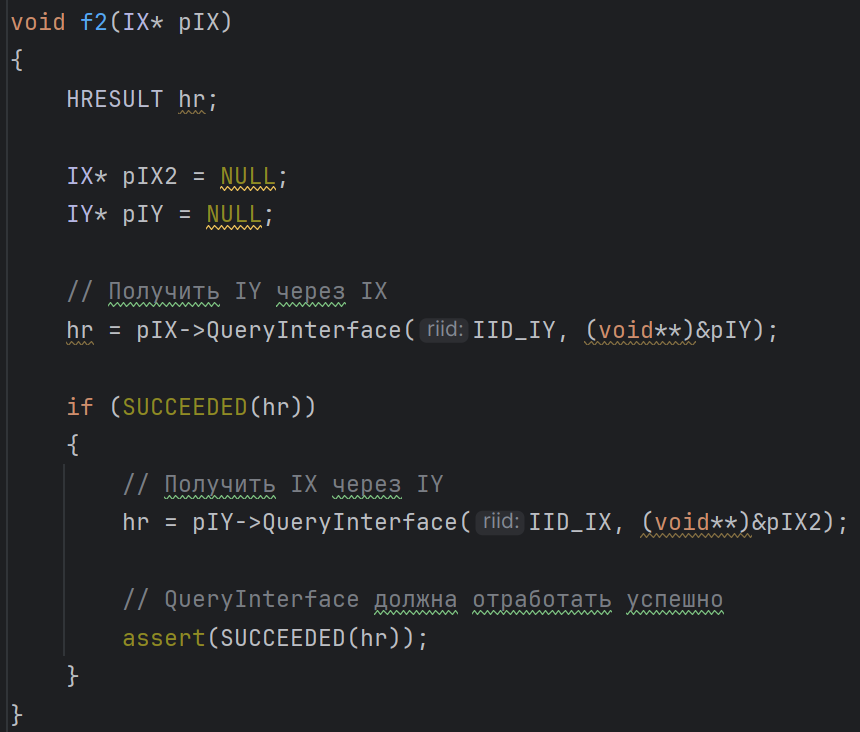 void f2(IX* pIX)
{
    HRESULT hr;

    IX* pIX2 = NULL;
    IY* pIY = NULL;

    // Получить IY через IX
    hr = pIX->QueryInterface( riid: IID_IY, (void**)&pIY);

    if (SUCCEEDED(hr))
    {
        // Получить IX через IY
        hr = pIY->QueryInterface( riid: IID_IX, (void**)&pIX2);

        // QueryInterface должна отработать успешно
        assert(SUCCEEDED(hr));
    }
}